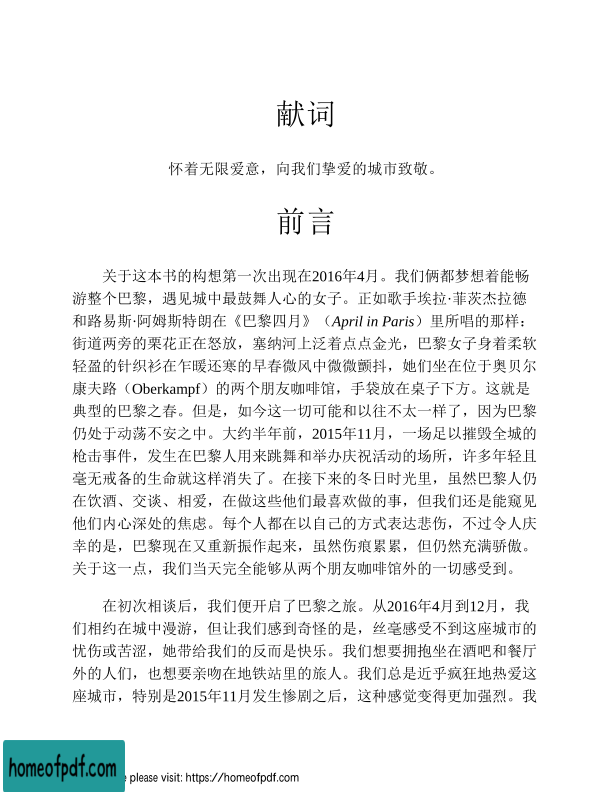 献词
怀着无限爱意，向我们挚爱的城市致敬。
前言
关于这本书的构想第一次出现在2016年4月。我们俩都梦想着能畅
游整个巴黎，遇见城中最鼓舞人心的女子。正如歌手埃拉·菲茨杰拉德
和路易斯·阿姆斯特朗在《巴黎四月》（April in Paris）里所唱的那样：
街道两旁的栗花正在怒放，塞纳河上泛着点点金光，巴黎女子身着柔软
轻盈的针织衫在乍暖还寒的早春微风中微微颤抖，她们坐在位于奥贝尔
康夫路（Oberkampf）的两个朋友咖啡馆，手袋放在桌子下方。这就是
典型的巴黎之春。但是，如今这一切可能和以往不太一样了，因为巴黎
仍处于动荡不安之中。大约半年前，2015年11月，一场足以摧毁全城的
枪击事件，发生在巴黎人用来跳舞和举办庆祝活动的场所，许多年轻且
毫无戒备的生命就这样消失了。在接下来的冬日时光里，虽然巴黎人仍
在饮酒、交谈、相爱，在做这些他们最喜欢做的事，但我们还是能窥见
他们内心深处的焦虑。每个人都在以自己的方式表达悲伤，不过令人庆
幸的是，巴黎现在又重新振作起来，虽然伤痕累累，但仍然充满骄傲。
关于这一点，我们当天完全能够从两个朋友咖啡馆外的一切感受到。
在初次相谈后，我们便开启了巴黎之旅。从2016年4月到12月，我
们相约在城中漫游，但让我们感到奇怪的是，丝毫感受不到这座城市的
忧伤或苦涩，她带给我们的反而是快乐。我们想要拥抱坐在酒吧和餐厅
外的人们，也想要亲吻在地铁站里的旅人。我们总是近乎疯狂地热爱这
座城市，特别是2015年11月发生惨剧之后，这种感觉变得更加强烈。我
homeofpdf.com
e please visit: https://homeofpdf.com